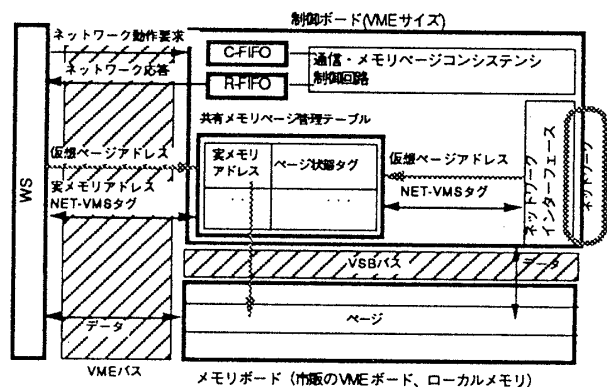 制御ボード(VMEサイズ)
ネットワーク動作要求
ネットワーク応答
C-FIFO
R-FIFO
通信・メモリページコンシステンシ
制御回路
共有メモリページ管理テーブル
仮想ページアドレス
実メモリアドレス
NET-VMSタグ
WS
実メモリ
アドレス
ページ状態タグ
...
...
仮想ページアドレス
NET-VMSタグ
ネットワーク
インターフェース
ネットワーク
VSBバス
データ
ページ
データ
VMEバス
メモリボード(市販のVMEボード、ローカルメモリ)